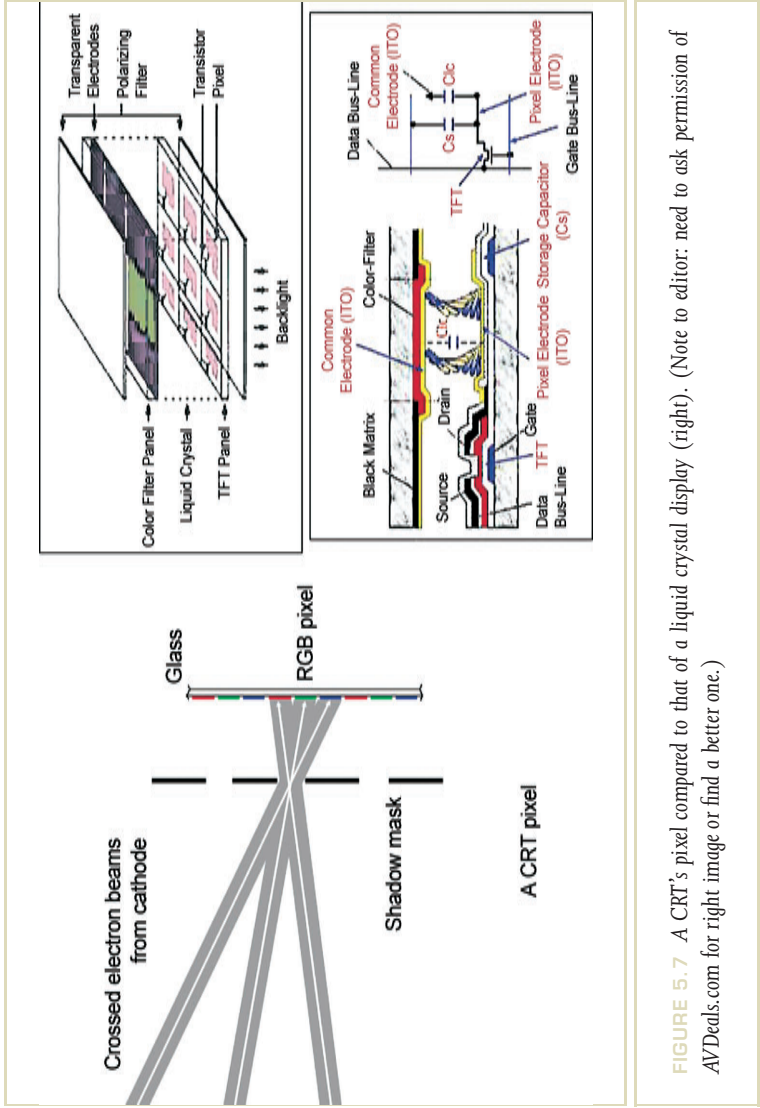 Crossed electron beams
from cathode
Shadow mask
A CRT pixel
Glass
RGB pixel
Color Filter Panel
Liquid Crystal
TFT Panel
Transparent
Electrodes
Polarizing
Filter
Transistor
Pixel
Backlight
Black Matrix
Common
Electrode (ITO)
Color-Filter
Clc
Source
Drain
Data
Bus-Line
TFT
Gate
Pixel Electrode
(ITO)
Storage Capacitor
(Cs)
Data Bus-Line
Common
Electrode (ITO)
Cs
Clc
TFT
Pixel Electrode
(ITO)
Gate Bus-Line
FIGURE 5.7 A CRT's pixel compared to that of a liquid crystal display (right). (Note to editor: need to ask permission of
AVDeals.com for right image or find a better one.)